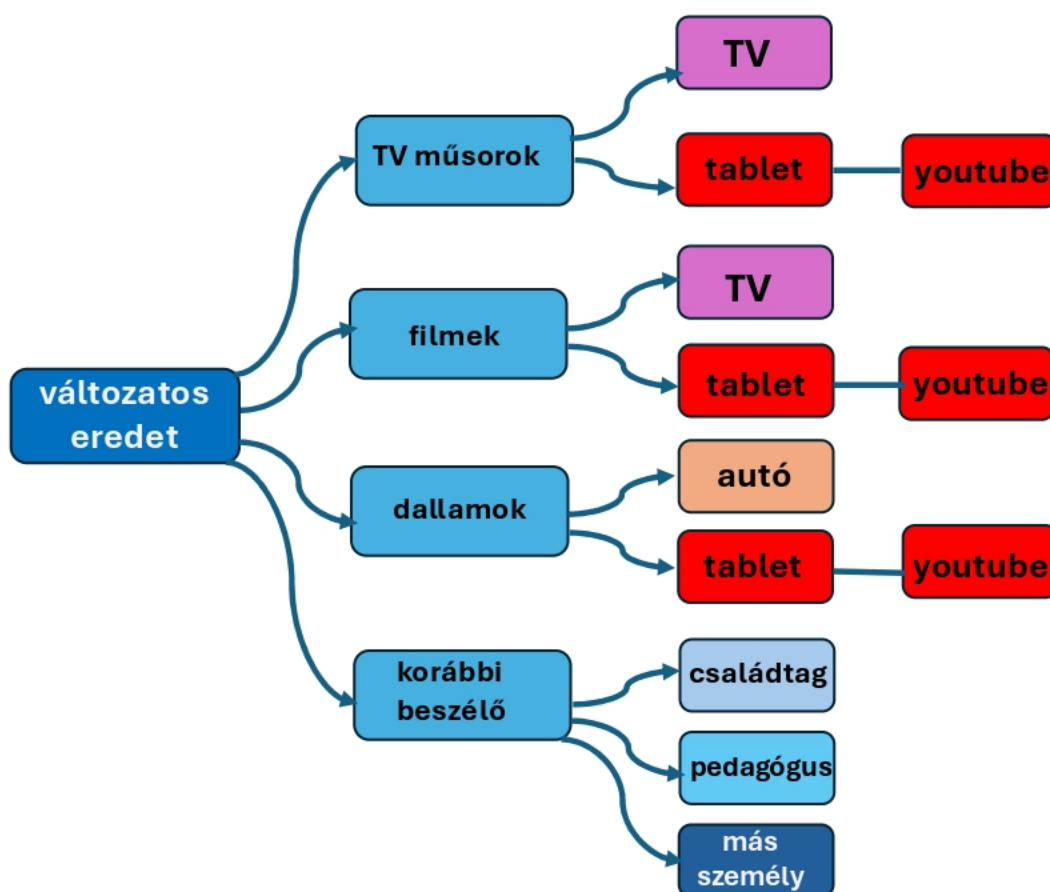 TV
TV műsorok
tablet
youtube
TV
filmek
tablet
youtube
változatos
eredet
autó
dallamok
tablet
youtube
családtag
korábbi
beszélő
pedagógus
más
személy